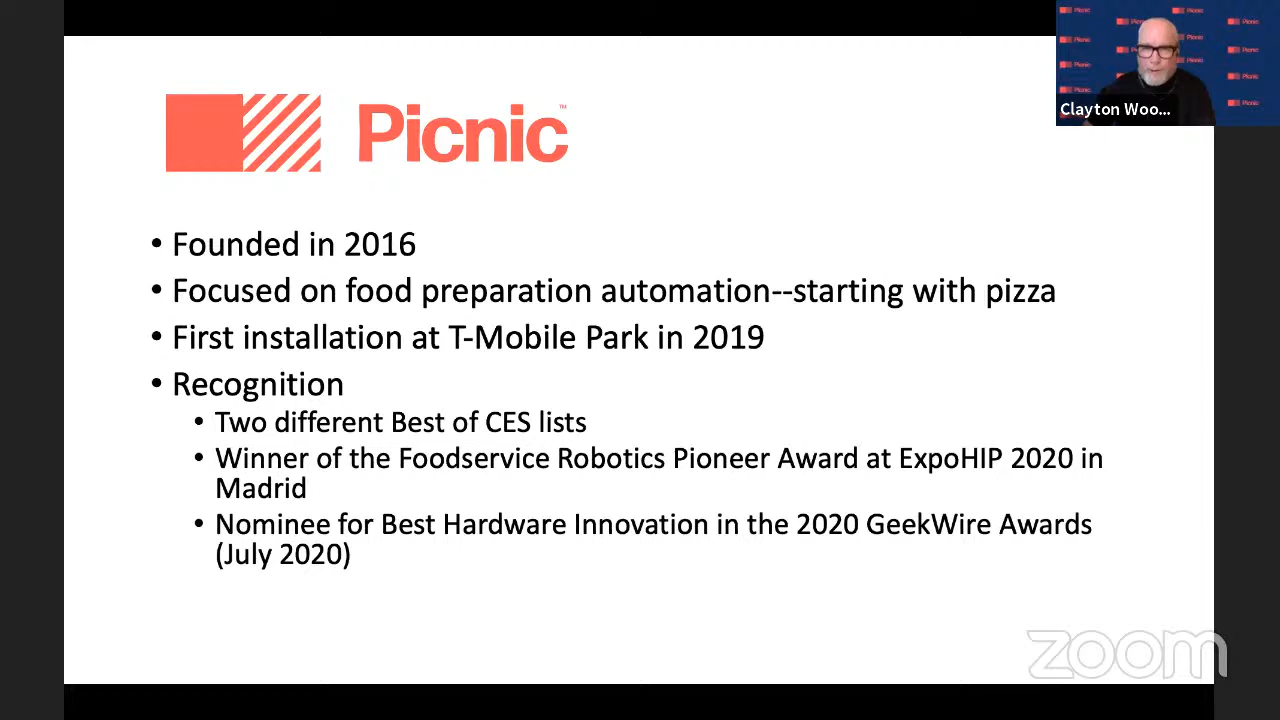 Picnic™
Clayton Woo...
• Founded in 2016
• Focused on food preparation automation--starting with pizza
• First installation at T-Mobile Park in 2019
• Recognition
• Two different Best of CES lists
• Winner of the Foodservice Robotics Pioneer Award at ExpoHIP 2020 in
Madrid
• Nominee for Best Hardware Innovation in the 2020 GeekWire Awards
(July 2020)
zoom